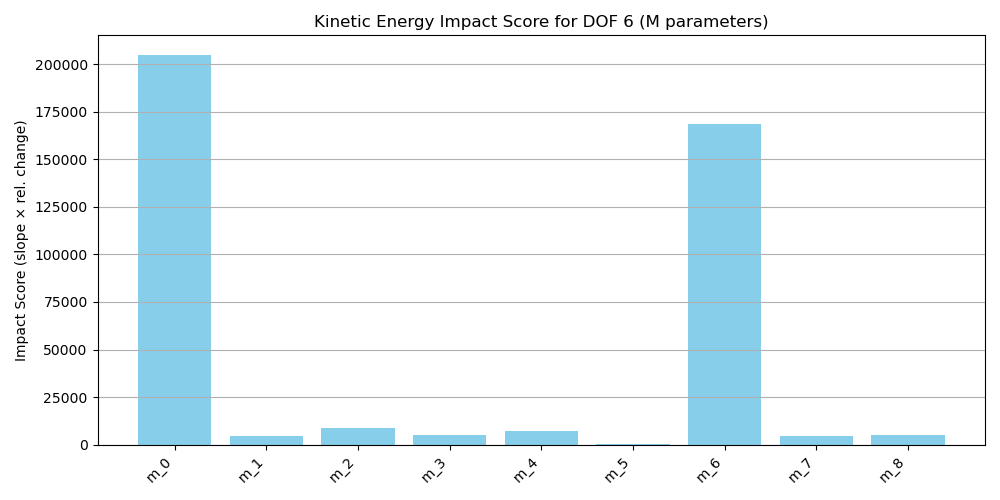 Kinetic Energy Impact Score for DOF 6 (M parameters)
Impact Score (slope × rel. change)
200000
175000
150000
125000
100000
75000
50000
25000
0
m_0
m_1
m_2
m_3
m_4
m_5
m_6
m_7
m_8